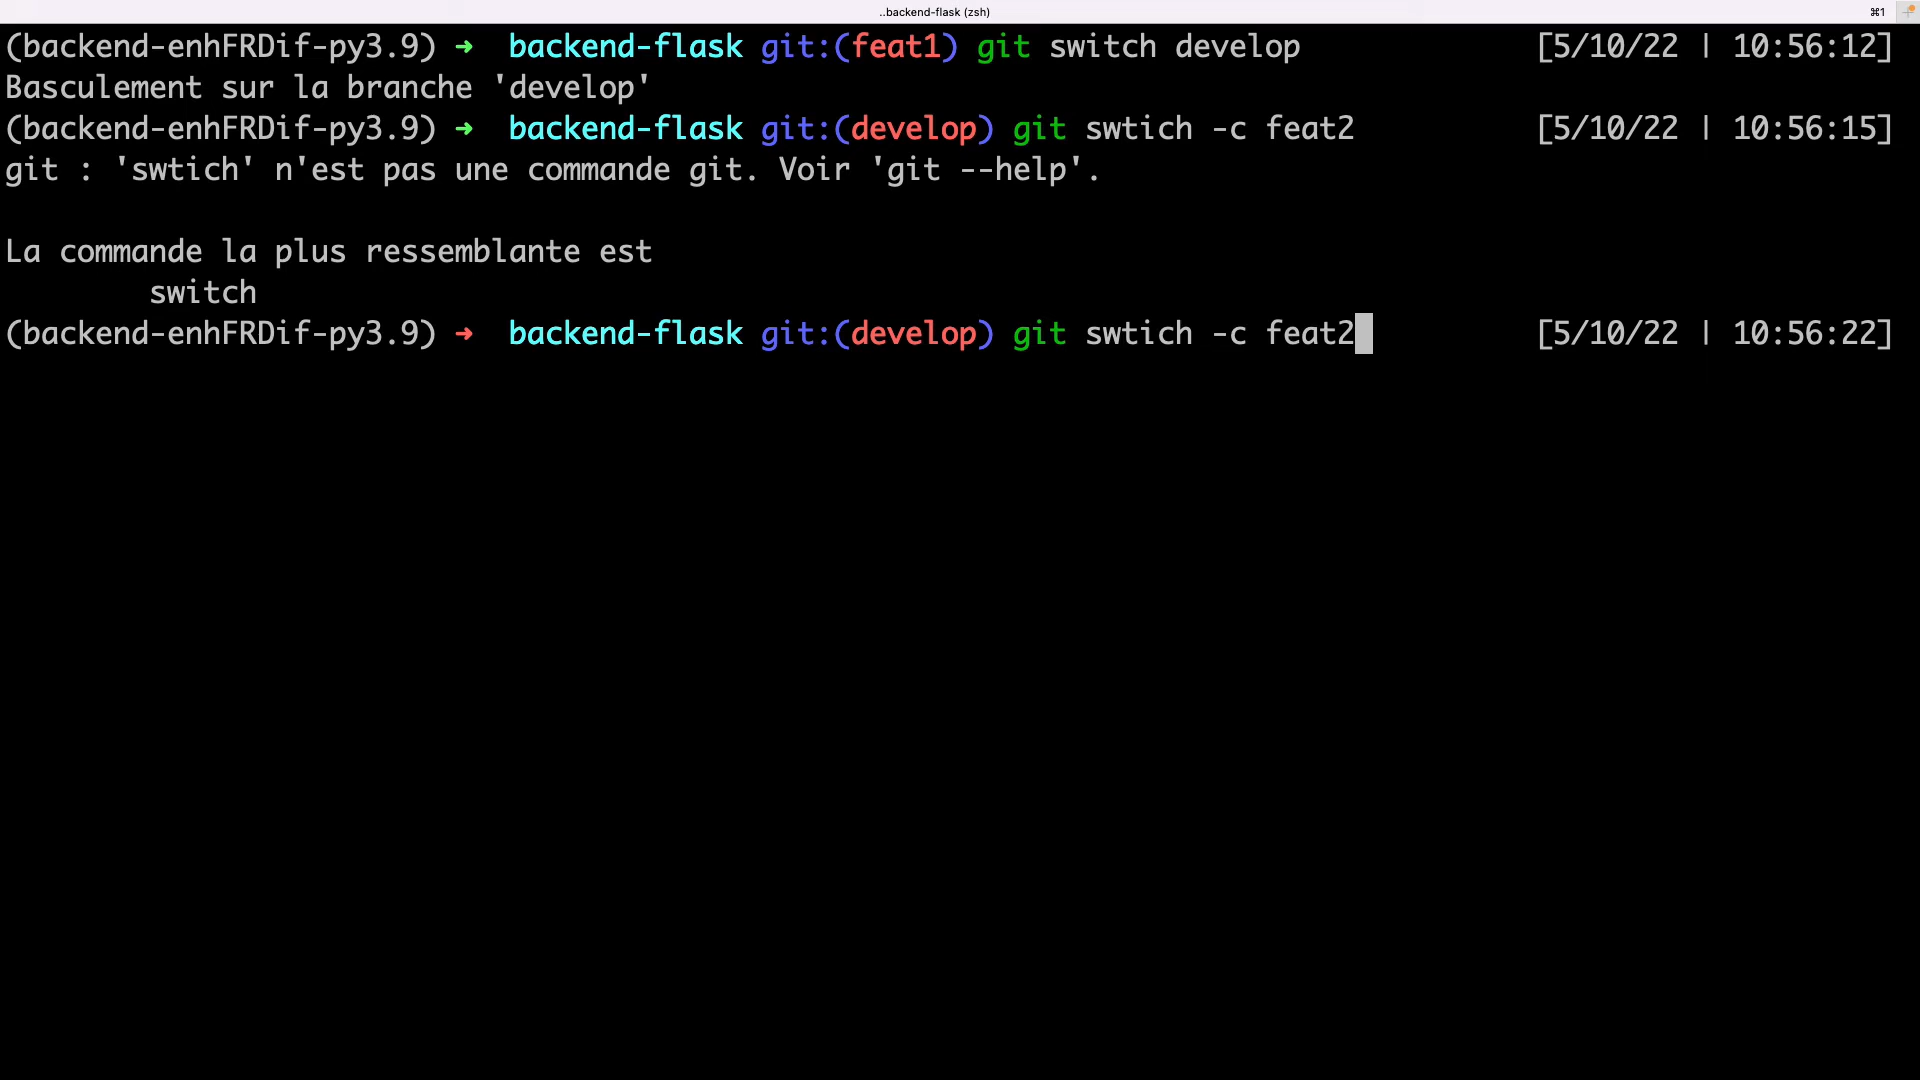 ..backend-flask (zsh) ⌘1
(backend-enhFRDif-py3.9) ➜ backend-flask git:(feat1) git switch develop [5/10/22 | 10:56:12]
Basculement sur la branche 'develop'
(backend-enhFRDif-py3.9) ➜ backend-flask git:(develop) git swtich -c feat2 [5/10/22 | 10:56:15]
git : 'swtich' n'est pas une commande git. Voir 'git --help'.
La commande la plus ressemblante est
switch
(backend-enhFRDif-py3.9) ➜ backend-flask git:(develop) git swtich -c feat2 [5/10/22 | 10:56:22]